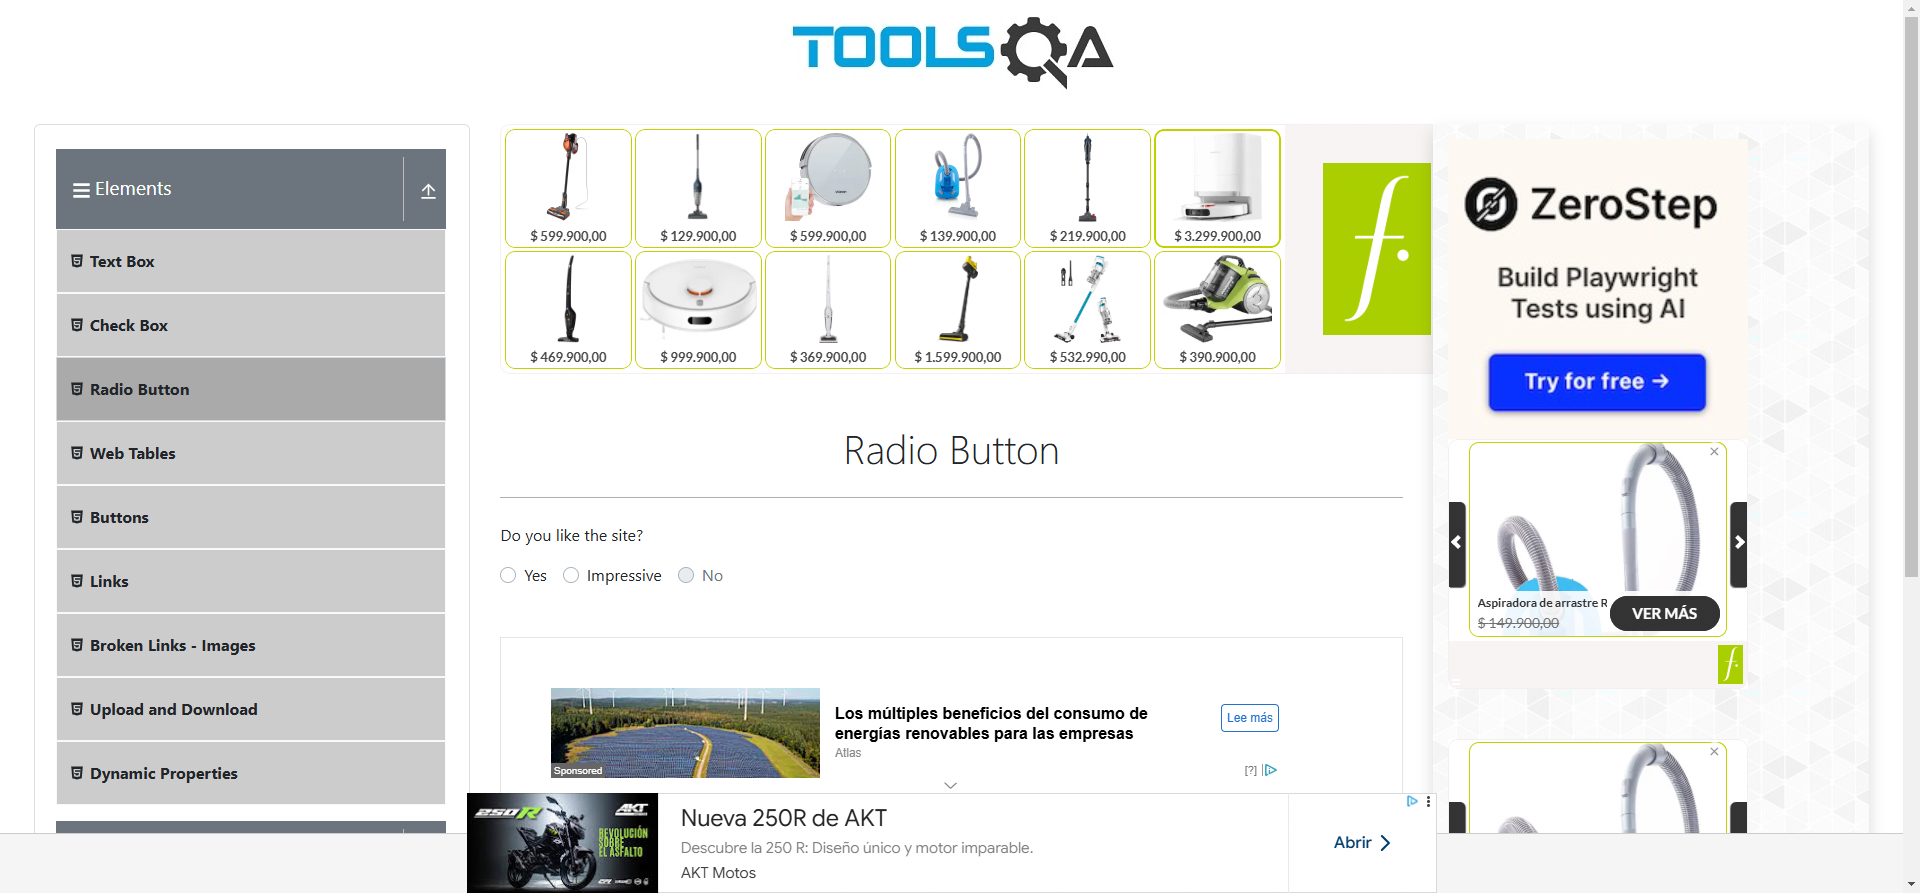 TOOLSQA
Elements
Text Box
Check Box
Radio Button
Web Tables
Buttons
Links
Broken Links - Images
Upload and Download
Dynamic Properties
$ 599.900,00
$ 129.900,00
$ 599.900,00
$ 139.900,00
$ 219.900,00
$ 3.299.900,00
$ 469.900,00
$ 999.900,00
$ 369.900,00
$ 1.599.900,00
$ 532.990,00
$ 390.900,00
f.
Radio Button
Do you like the site?
Yes
Impressive
No
Sponsored
Los múltiples beneficios del consumo de
energías renovables para las empresas
Atlas
Lee más
[?]
250R
AKT
REVOLUCIÓN
SOBRE
EL ASFALTO
Nueva 250R de AKT
Descubre la 250 R: Diseño único y motor imparable.
AKT Motos
Abrir
ZeroStep
Build Playwright
Tests using AI
Try for free →
Aspiradora de arrastre R
$ 149.900,00
VER MÁS
f.